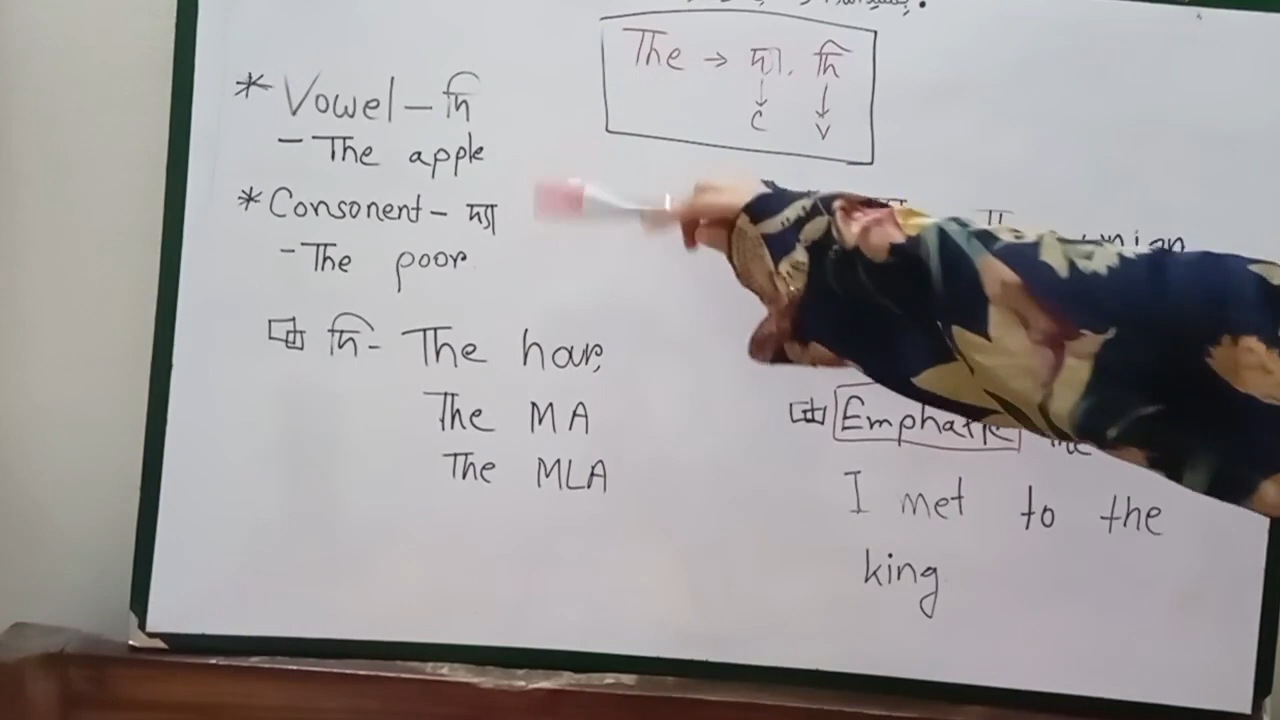 The → দ্যা, দি
↓ ↓
C V
* Vowel - দি
- The apple
* Consonent - দ্যা
- The poor
দি - The hour,
The MA
The MLA
Emphatic
I met to the
king